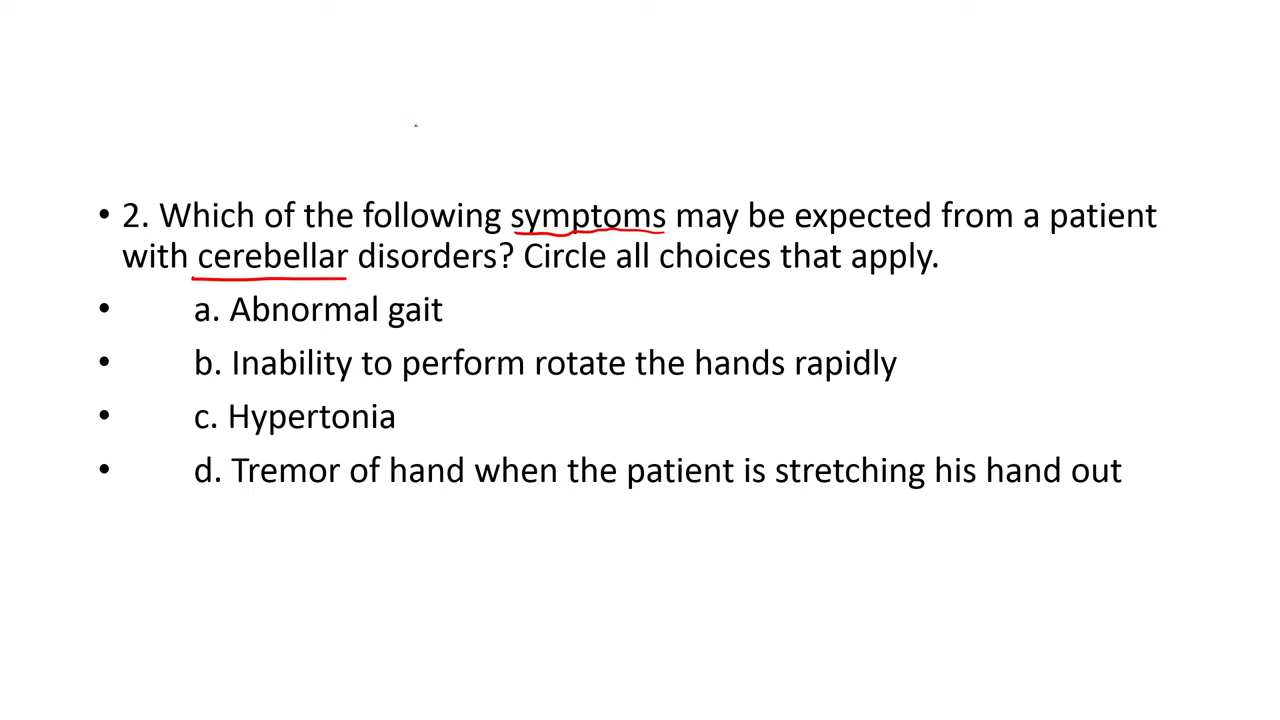 • 2. Which of the following symptoms may be expected from a patient
with cerebellar disorders? Circle all choices that apply.
• a. Abnormal gait
• b. Inability to perform rotate the hands rapidly
• c. Hypertonia
• d. Tremor of hand when the patient is stretching his hand out